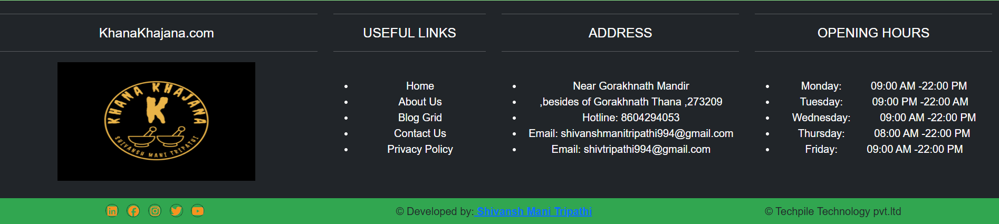 KhanaKhajana.com
KHANA KHAJANA
K
SHIVANSH MANI TRIPATHI
USEFUL LINKS
Home
About Us
Blog Grid
Contact Us
Privacy Policy
ADDRESS
Near Gorakhnath Mandir
,besides of Gorakhnath Thana ,273209
Hotline: 8604294053
Email: shivanshmanitripathi994@gmail.com
Email: shivtripathi994@gmail.com
OPENING HOURS
Monday: 09:00 AM -22:00 PM
Tuesday: 09:00 PM -22:00 AM
Wednesday: 09:00 AM -22:00 PM
Thursday: 08:00 AM -22:00 PM
Friday: 09:00 AM -22:00 PM
© Developed by: Shivansh Mani Tripathi
© Techpile Technology pvt.ltd